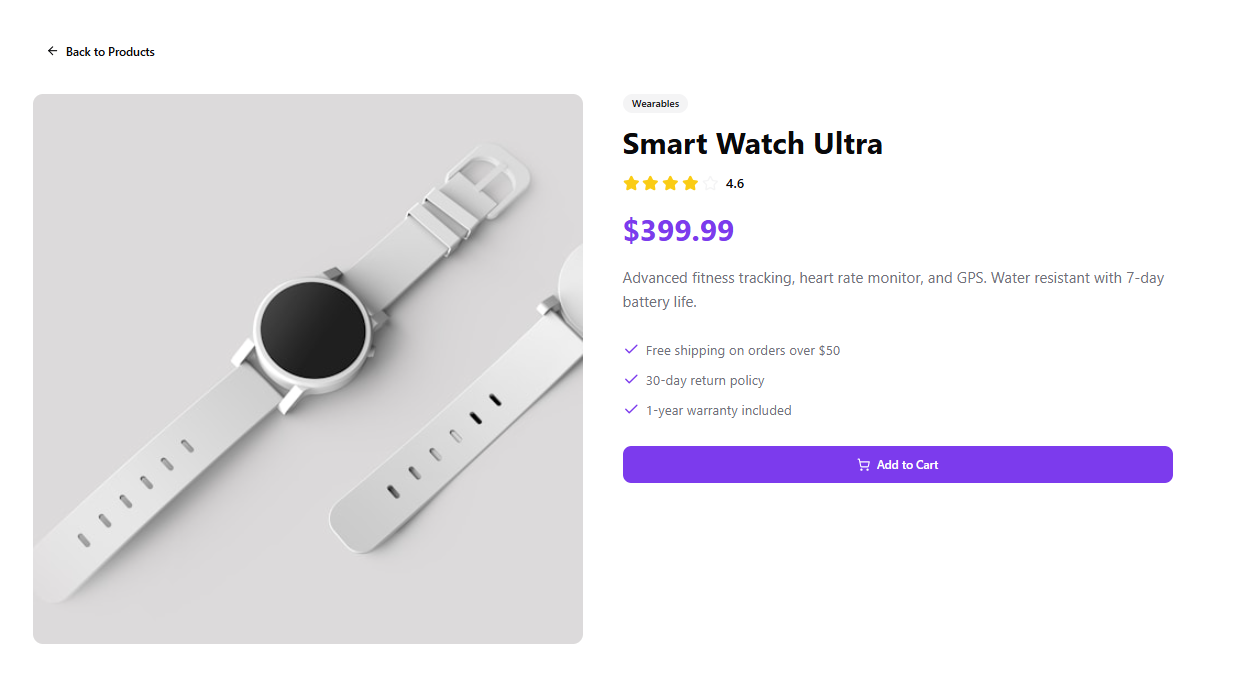 Back to Products
Wearables
Smart Watch Ultra
4.6
$399.99
Advanced fitness tracking, heart rate monitor, and GPS. Water resistant with 7-day
battery life.
Free shipping on orders over $50
30-day return policy
1-year warranty included
Add to Cart